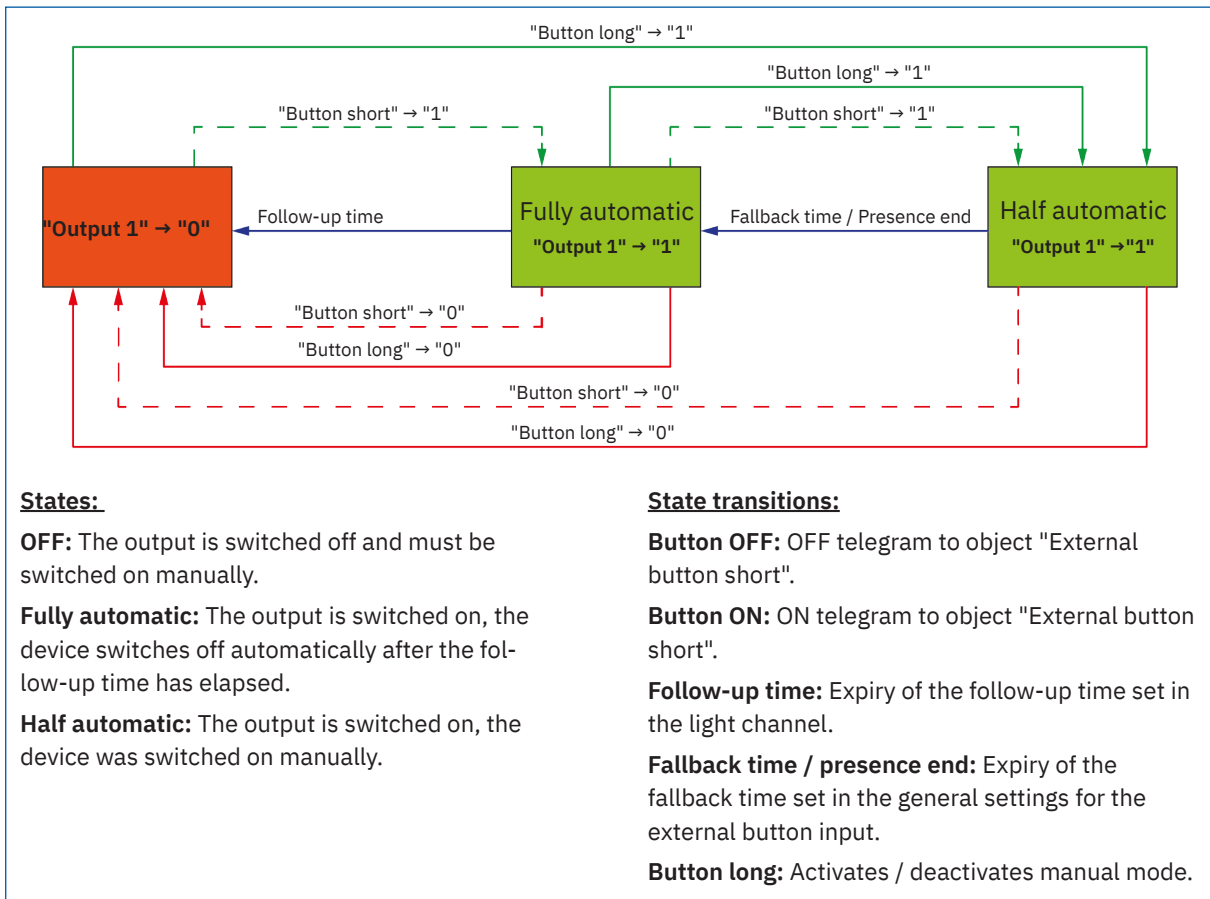 "Button long" → "1"
"Button long" → "1"
"Button short" → "1"
"Button short" → "1"
"Output 1" → "0"
Follow-up time
Fully automatic
"Output 1" → "1"
Fallback time / Presence end
Half automatic
"Output 1" →"1"
"Button short" → "0"
"Button long" → "0"
"Button short" → "0"
"Button long" → "0"
States:
OFF: The output is switched off and must be
switched on manually.
Fully automatic: The output is switched on, the
device switches off automatically after the fol-
low-up time has elapsed.
Half automatic: The output is switched on, the
device was switched on manually.
State transitions:
Button OFF: OFF telegram to object "External
button short".
Button ON: ON telegram to object "External button
short".
Follow-up time: Expiry of the follow-up time set in
the light channel.
Fallback time / presence end: Expiry of the
fallback time set in the general settings for the
external button input.
Button long: Activates / deactivates manual mode.